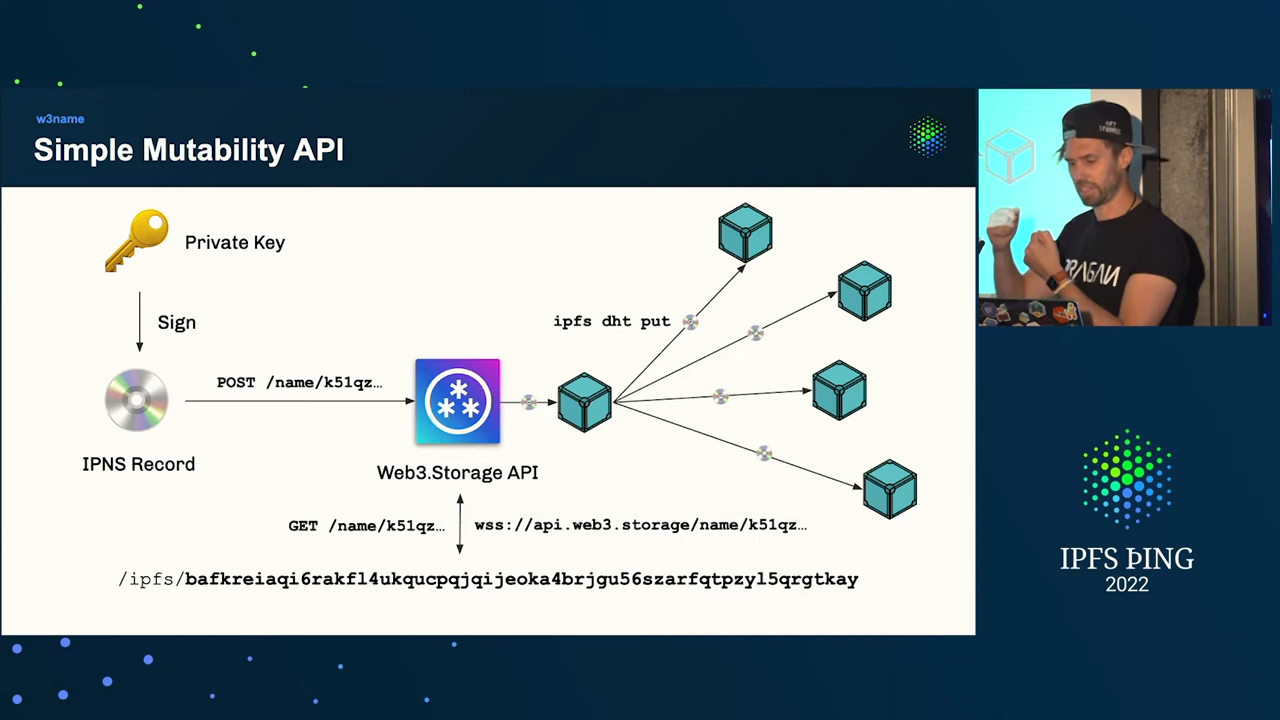 w3name
Simple Mutability API
Private Key
Sign
ipfs dht put
POST /name/k51qz…
IPNS Record
Web3.Storage API
GET /name/k51qz…
wss://api.web3.storage/name/k51qz…
/ipfs/bafkreiaqi6rakfl4ukqucpqjqijeoka4brjgu56szarfqtpzyl5qrgtkay
IPFS ÞING
2022